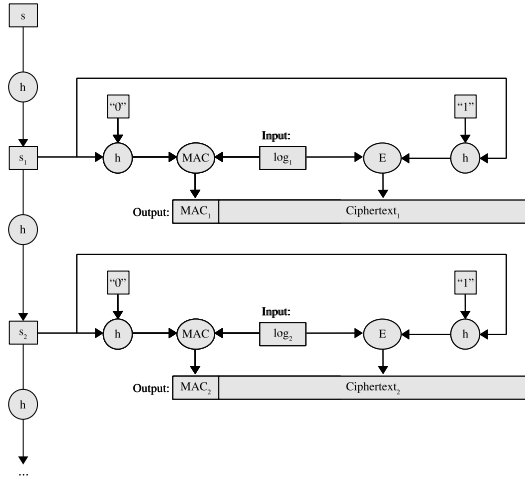 s
h
"0"
"1"
Input:
s₁
h
MAC
log₁
E
h
Output:
MAC₁
Ciphertext₁
h
"0"
"1"
Input:
s₂
h
MAC
log₂
E
h
Output:
MAC₂
Ciphertext₂
h
...